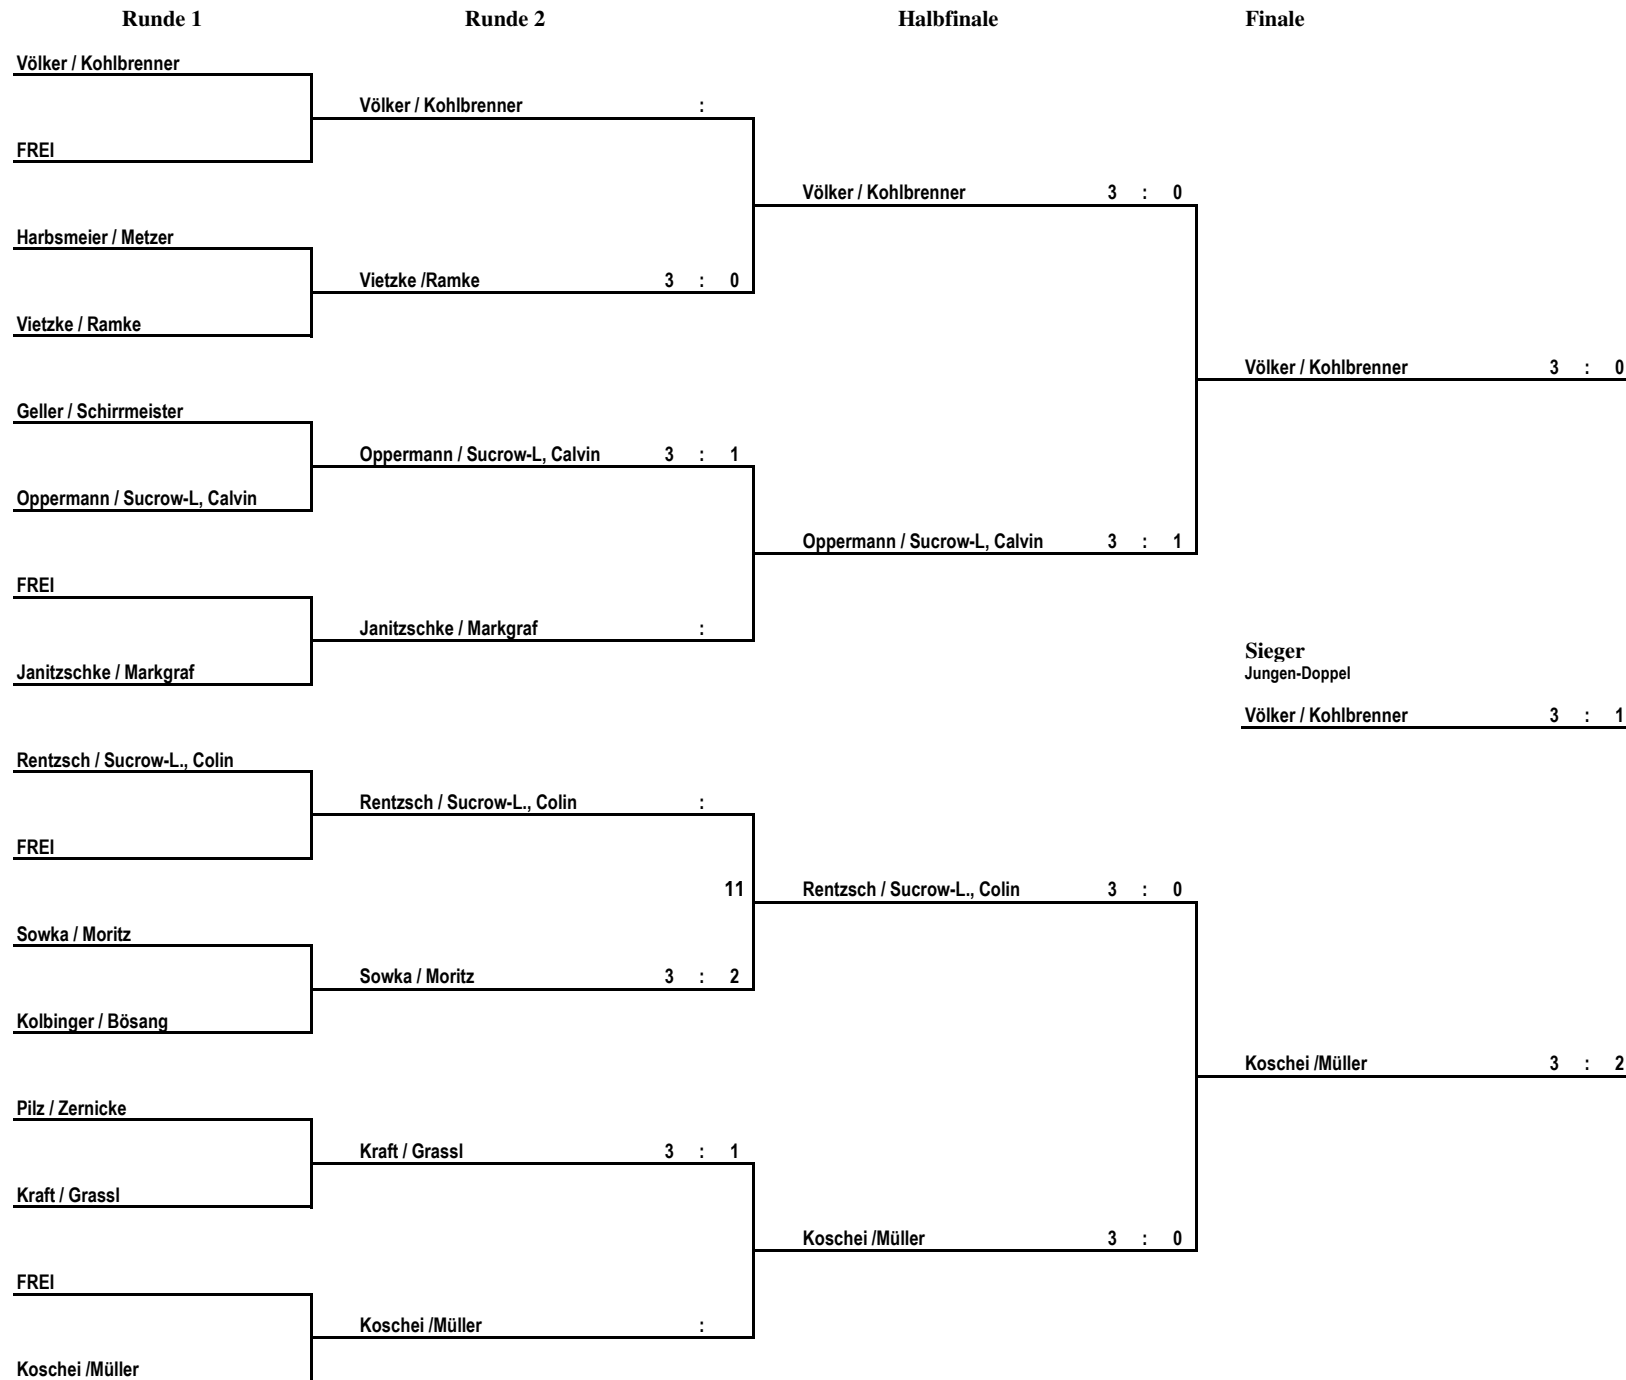 Runde 1 Runde 2 Halbfinale Finale
Völker / Kohlbrenner
Völker / Kohlbrenner :
FREI
Völker / Kohlbrenner 3 : 0
Harbsmeier / Metzer
Vietzke /Ramke 3 : 0
Vietzke / Ramke
Völker / Kohlbrenner 3 : 0
Geller / Schirrmeister
Oppermann / Sucrow-L, Calvin 3 : 1
Oppermann / Sucrow-L, Calvin
Oppermann / Sucrow-L, Calvin 3 : 1
FREI
Janitzschke / Markgraf :
Sieger
Janitzschke / Markgraf Jungen-Doppel
Völker / Kohlbrenner 3 : 1
Rentzsch / Sucrow-L., Colin
Rentzsch / Sucrow-L., Colin :
FREI
11 Rentzsch / Sucrow-L., Colin 3 : 0
Sowka / Moritz
Sowka / Moritz 3 : 2
Kolbinger / Bösang
Koschei /Müller 3 : 2
Pilz / Zernicke
Kraft / Grassl 3 : 1
Kraft / Grassl
Koschei /Müller 3 : 0
FREI
Koschei /Müller :
Koschei /Müller